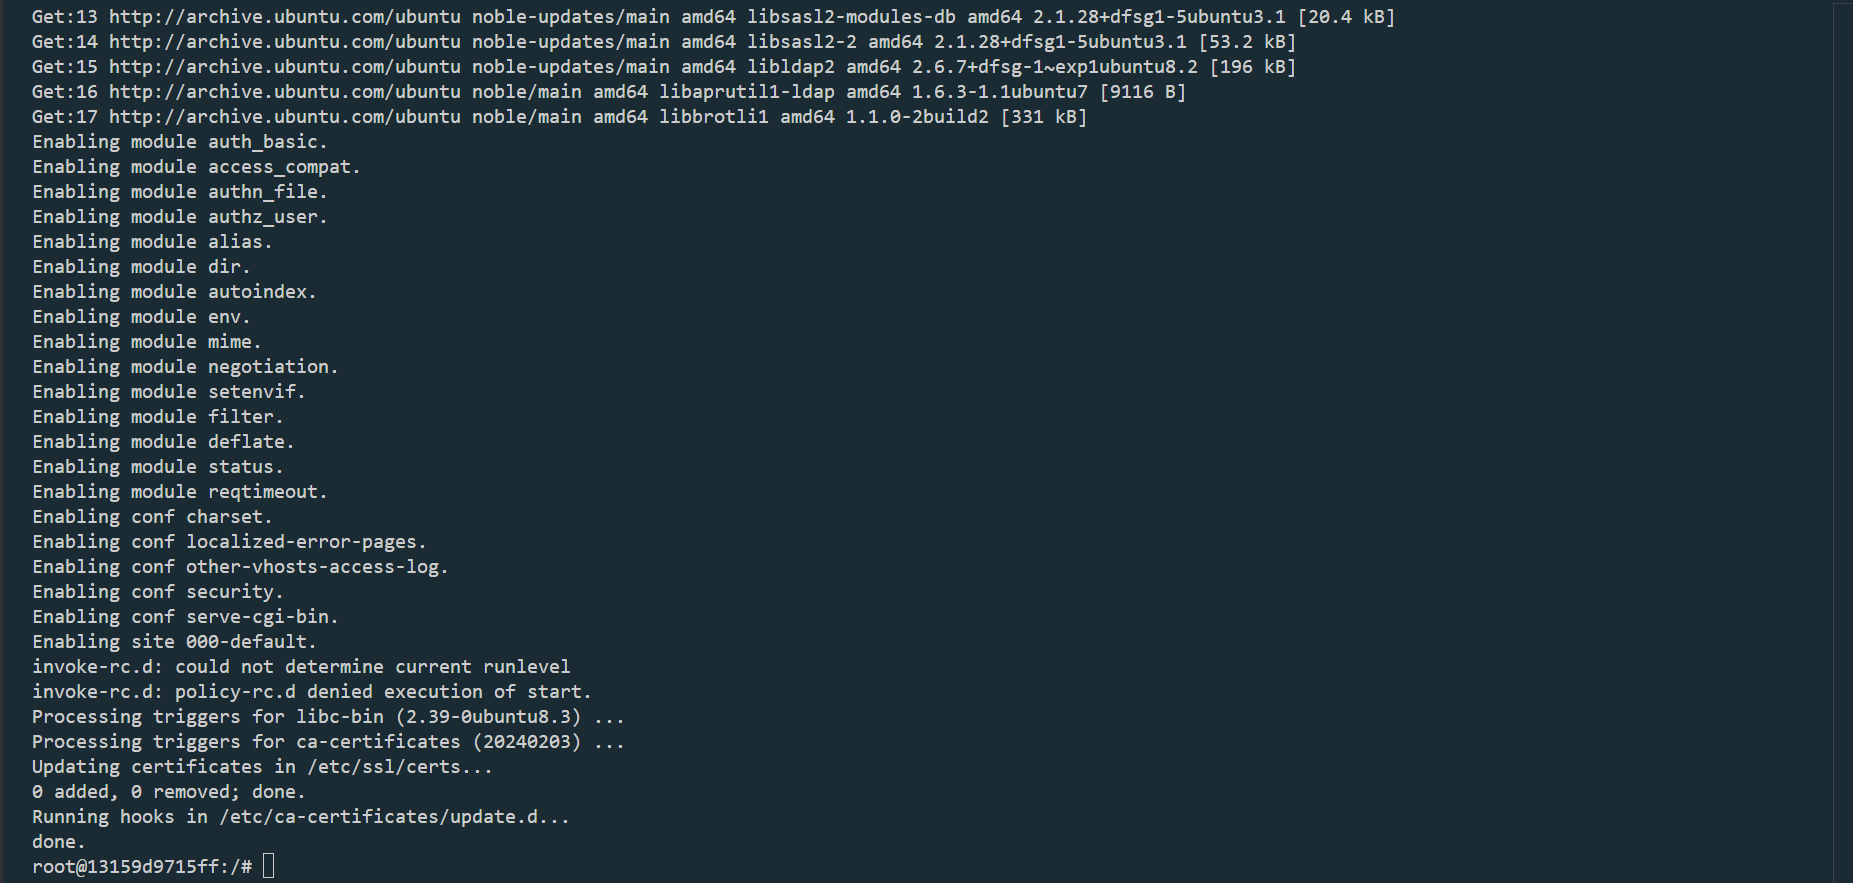 Get:13 http://archive.ubuntu.com/ubuntu noble-updates/main amd64 libsasl2-modules-db amd64 2.1.28+dfsg1-5ubuntu3.1 [20.4 kB]
Get:14 http://archive.ubuntu.com/ubuntu noble-updates/main amd64 libsasl2-2 amd64 2.1.28+dfsg1-5ubuntu3.1 [53.2 kB]
Get:15 http://archive.ubuntu.com/ubuntu noble-updates/main amd64 libldap2 amd64 2.6.7+dfsg-1~exp1ubuntu8.2 [196 kB]
Get:16 http://archive.ubuntu.com/ubuntu noble/main amd64 libaprutil1-ldap amd64 1.6.3-1.1ubuntu7 [9116 B]
Get:17 http://archive.ubuntu.com/ubuntu noble/main amd64 libbrotli1 amd64 1.1.0-2build2 [331 kB]
Enabling module auth_basic.
Enabling module access_compat.
Enabling module authn_file.
Enabling module authz_user.
Enabling module alias.
Enabling module dir.
Enabling module autoindex.
Enabling module env.
Enabling module mime.
Enabling module negotiation.
Enabling module setenvif.
Enabling module filter.
Enabling module deflate.
Enabling module status.
Enabling module reqtimeout.
Enabling conf charset.
Enabling conf localized-error-pages.
Enabling conf other-vhosts-access-log.
Enabling conf security.
Enabling conf serve-cgi-bin.
Enabling site 000-default.
invoke-rc.d: could not determine current runlevel
invoke-rc.d: policy-rc.d denied execution of start.
Processing triggers for libc-bin (2.39-0ubuntu8.3) ...
Processing triggers for ca-certificates (20240203) ...
Updating certificates in /etc/ssl/certs...
0 added, 0 removed; done.
Running hooks in /etc/ca-certificates/update.d...
done.
root@13159d9715ff:/#